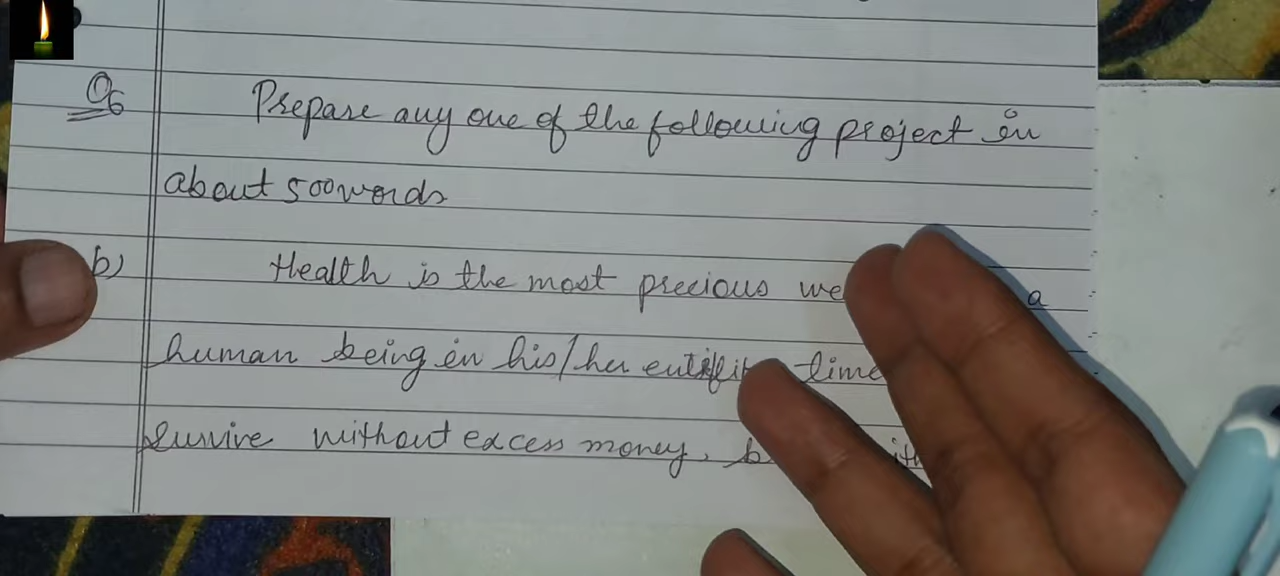 Q6 Prepare any one of the following project in
about 500 words
b) Health is the most precious a
human being in his/her time
survive without excess money,